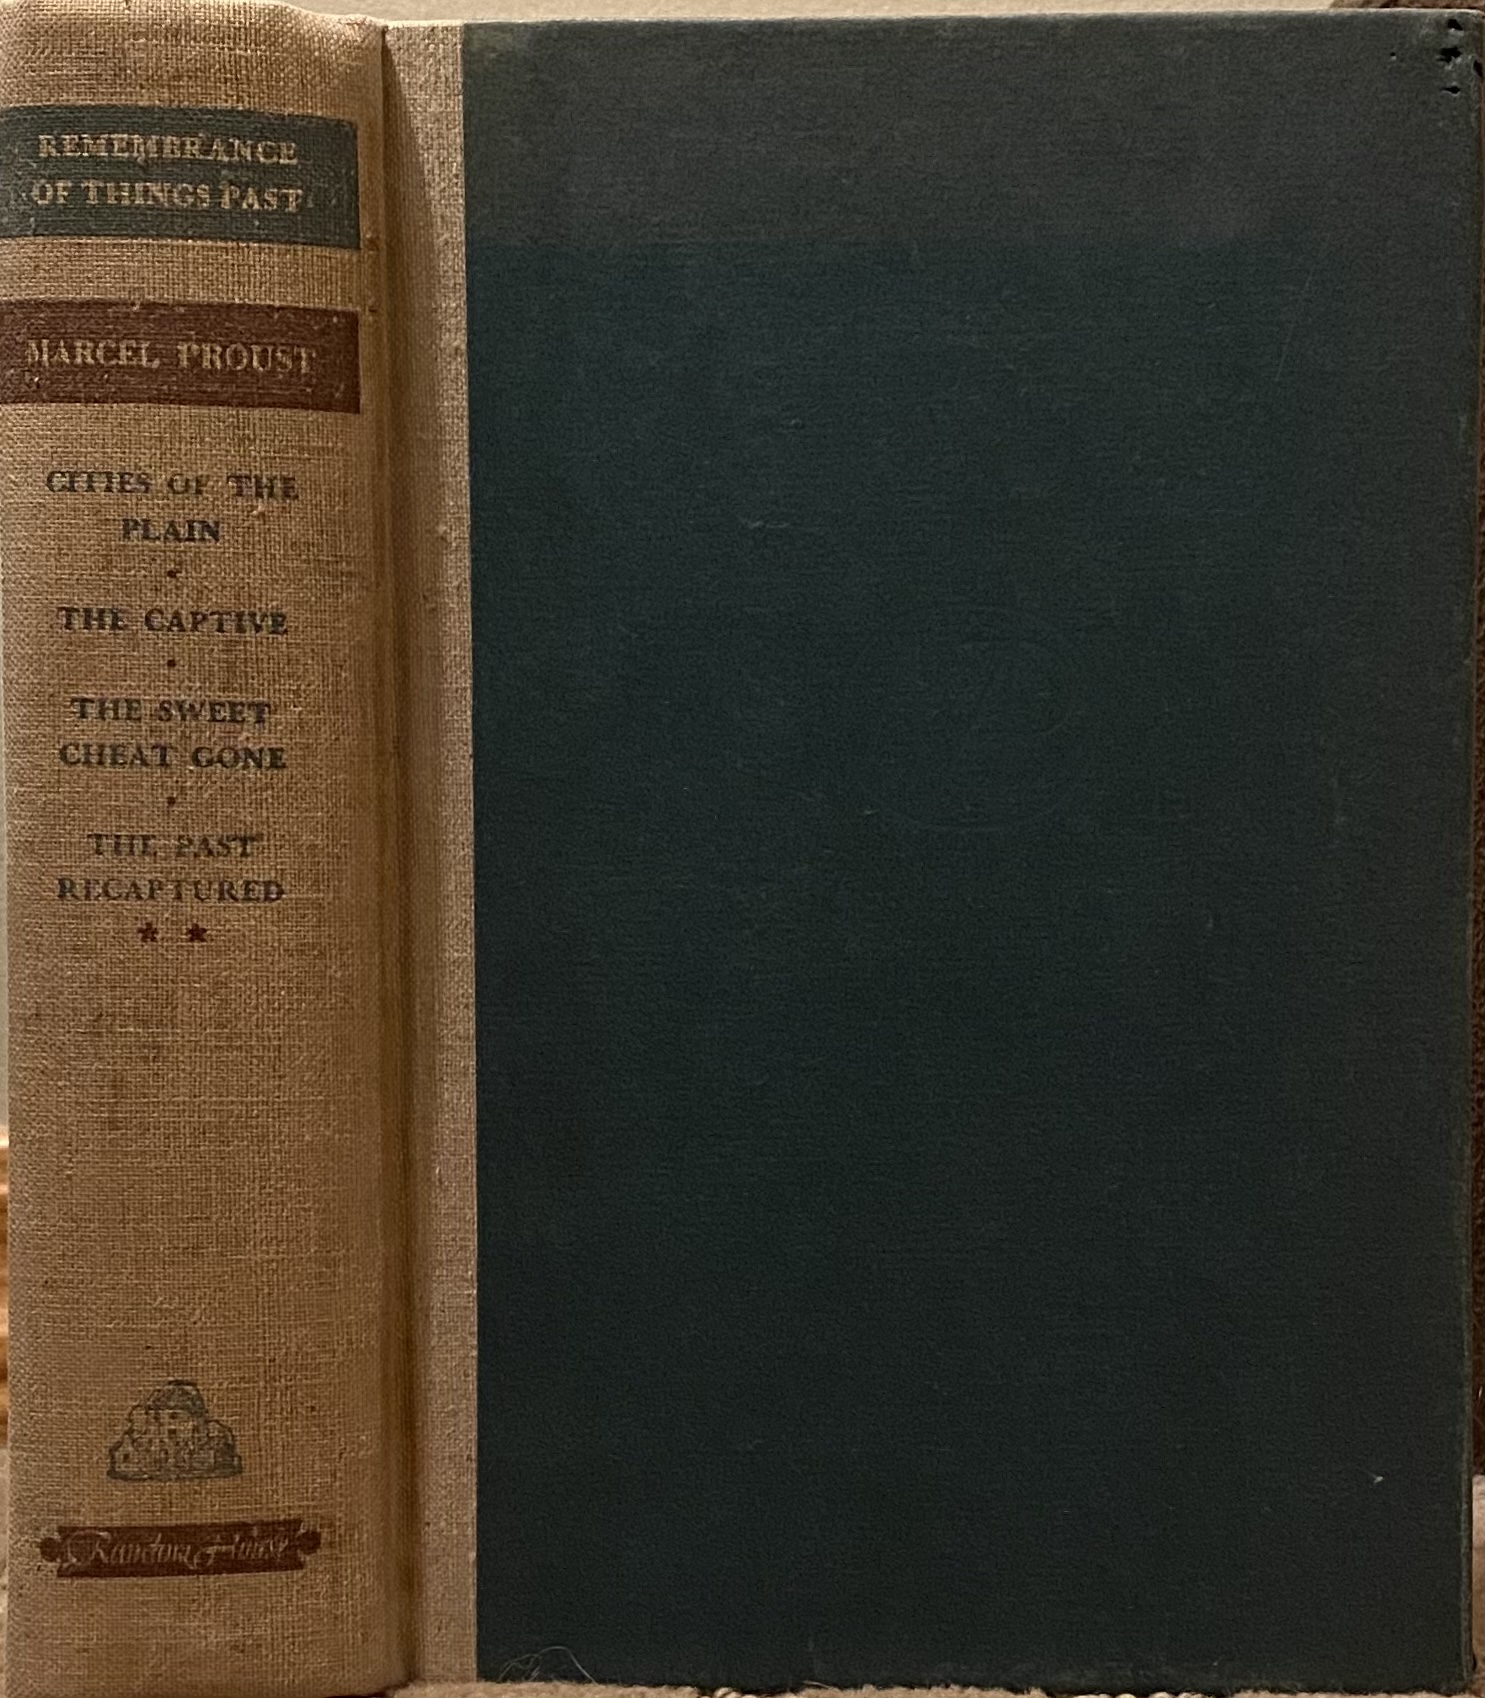 REMEMBRANCE
OF THINGS PAST
MARCEL PROUST
CITIES OF THE
PLAIN
THE CAPTIVE
THE SWEET
CHEAT GONE
THE PAST
RECAPTURED
Random House